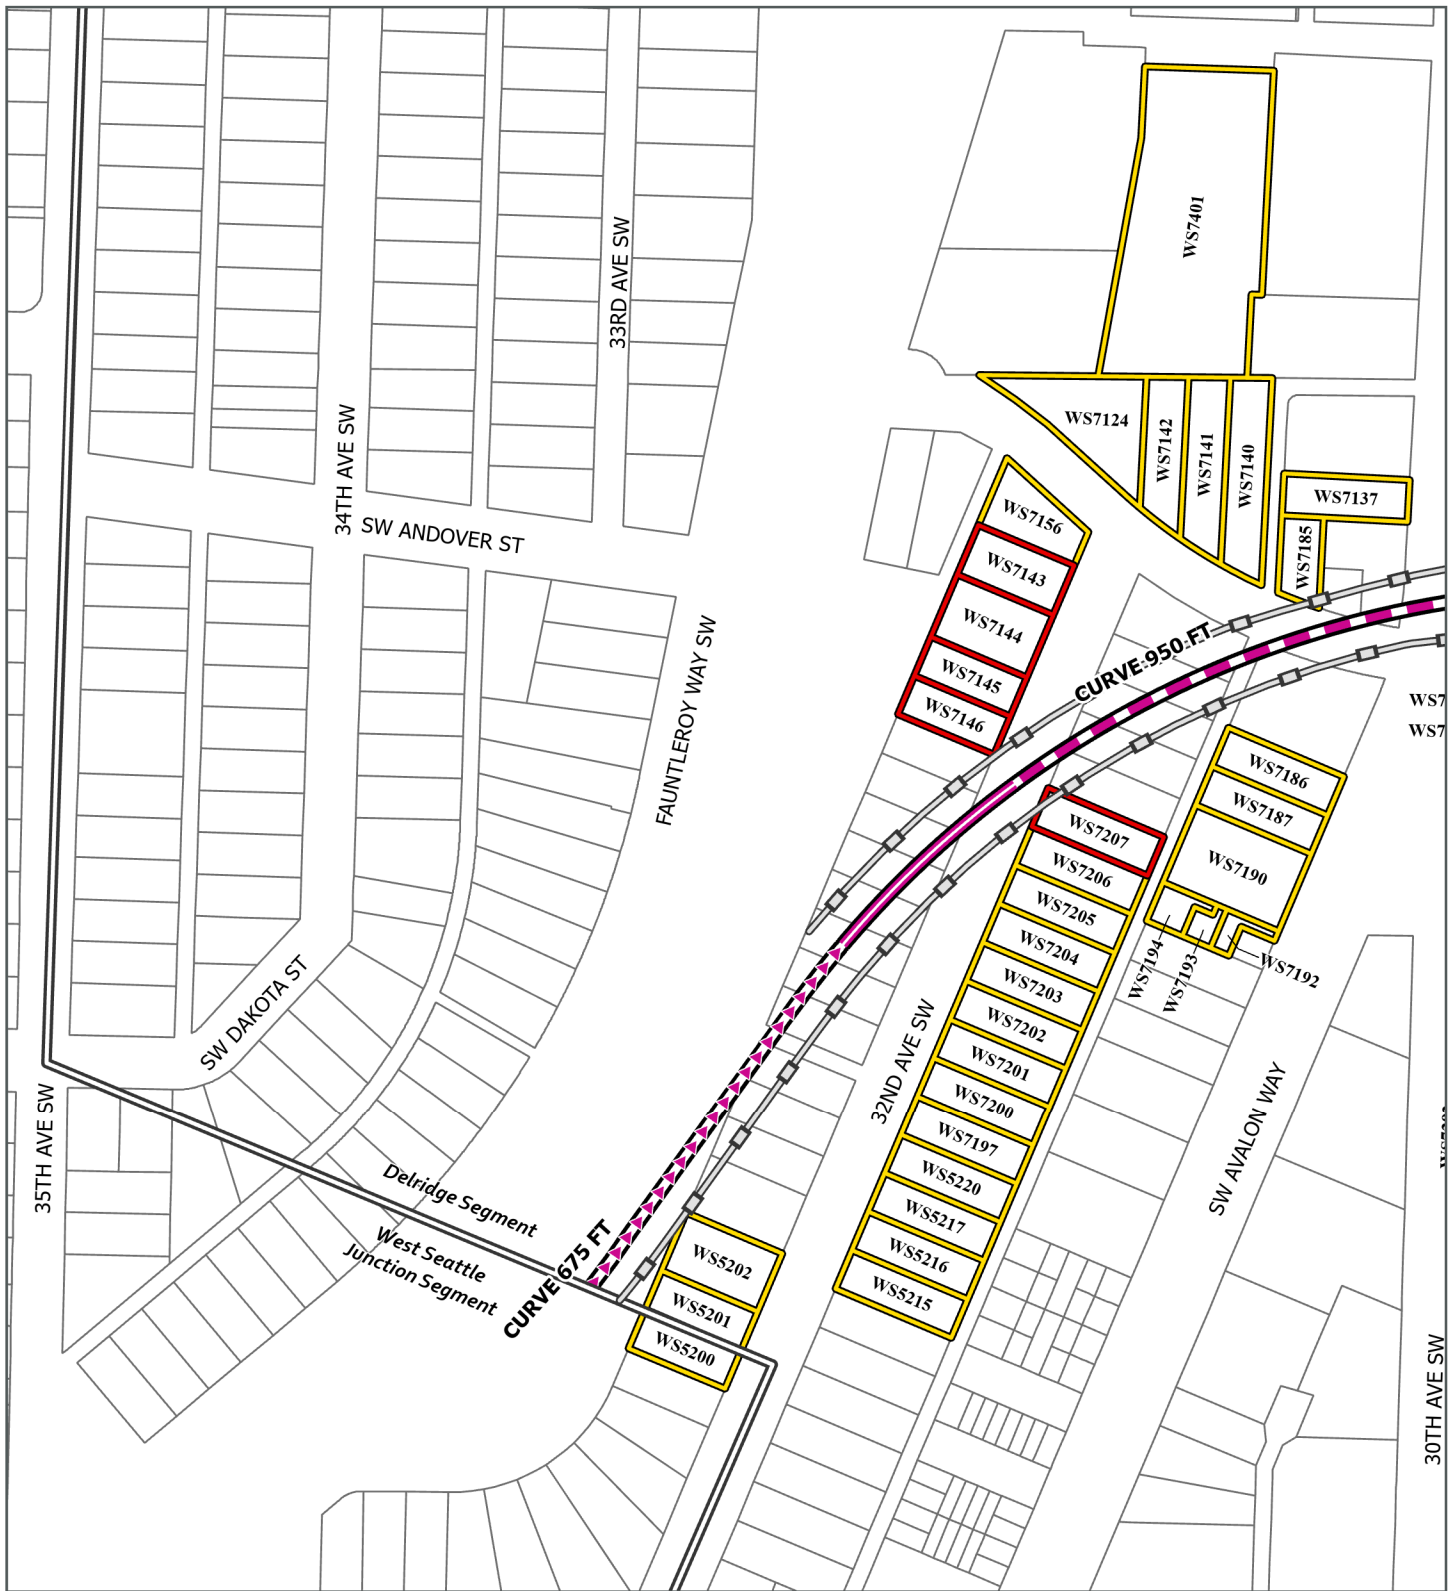 WS7401
33RD AVE SW
WS7124
WS7142
WS7141
WS7140
34TH AVE SW
WS7137
WS7156
SW ANDOVER ST
WS7185
WS7143
WS7144
CURVE 950 FT
WS7145
WS7146
WS7
WS7
FAUNTLEROY WAY SW
WS7186
WS7187
WS7207
WS7190
WS7206
WS7205
WS7204
WS7194
WS7193
WS7192
WS7203
SW DAKOTA ST
WS7202
WS7201
32ND AVE SW
WS7200
WS7197
35TH AVE SW
SW AVALON WAY
WS5220
Delridge Segment
WS5217
West Seattle
Junction Segment
WS5202
WS5216
CURVE 675 FT
WS5215
WS5201
WS5200
30TH AVE SW